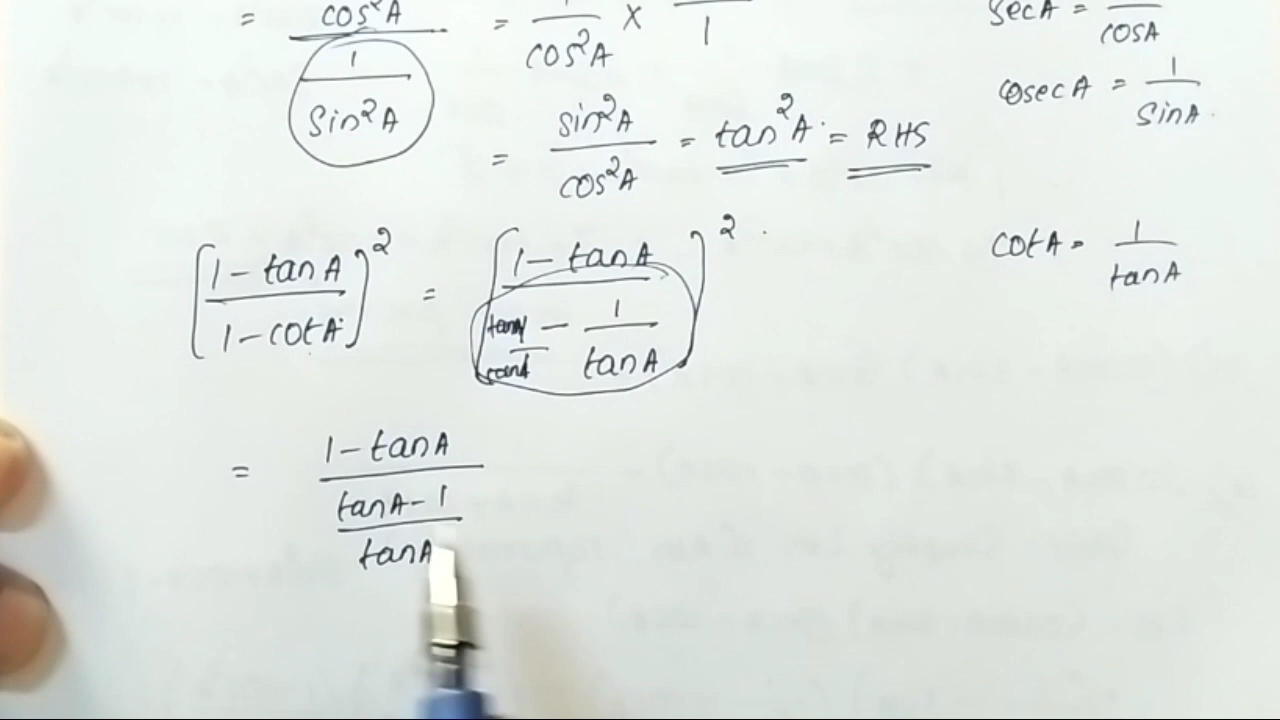 = cos²A / (1 / Sin²A) = 1 / cos²A × / 1
secA = / cosA
cosecA = 1 / SinA
= sin²A / cos²A = tan²A = RHS
[1 - tanA / 1 - cotA]² = [1 - tanA / (tanA / tanA - 1 / tanA)]²
cotA = 1 / tanA
= 1 - tanA / (tanA - 1 / tanA)